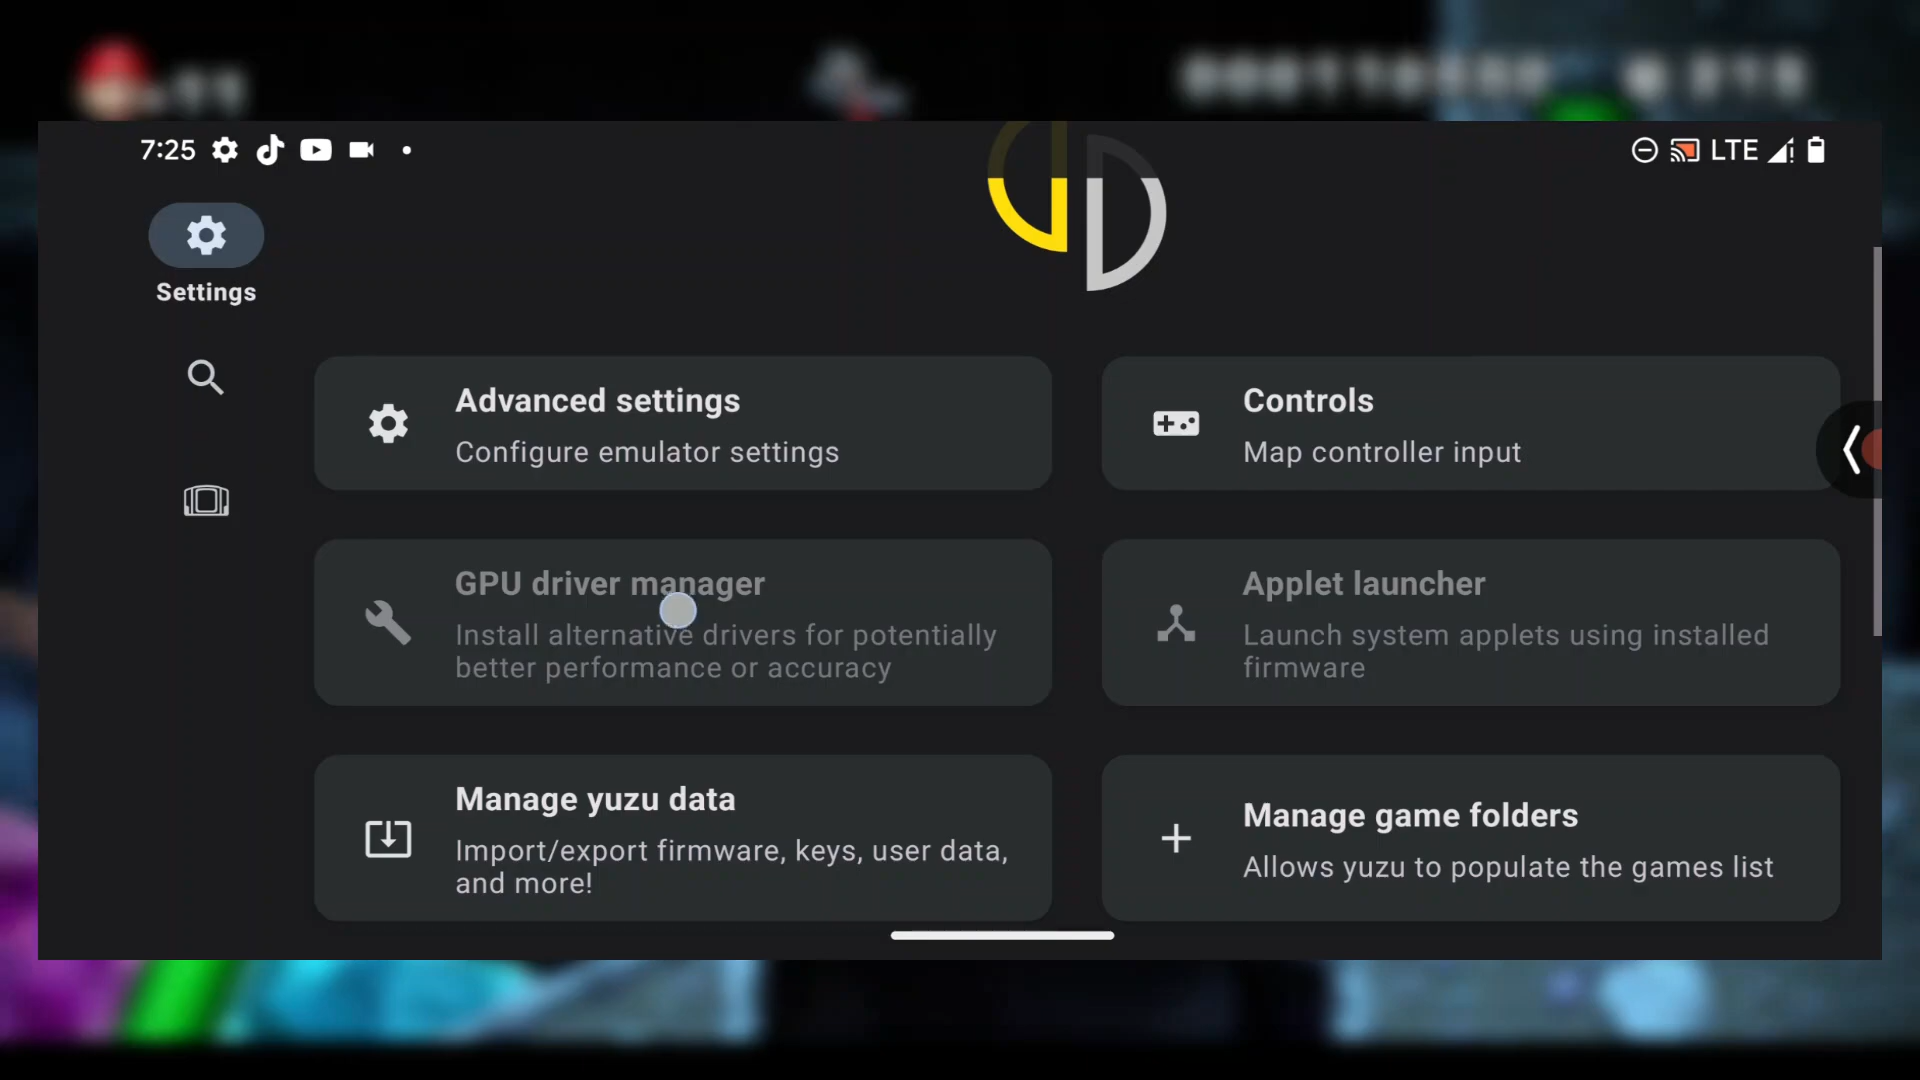 7:25
LTE
Settings
Advanced settings
Configure emulator settings
Controls
Map controller input
GPU driver manager
Install alternative drivers for potentially
better performance or accuracy
Applet launcher
Launch system applets using installed
firmware
Manage yuzu data
Import/export firmware, keys, user data,
and more!
Manage game folders
Allows yuzu to populate the games list